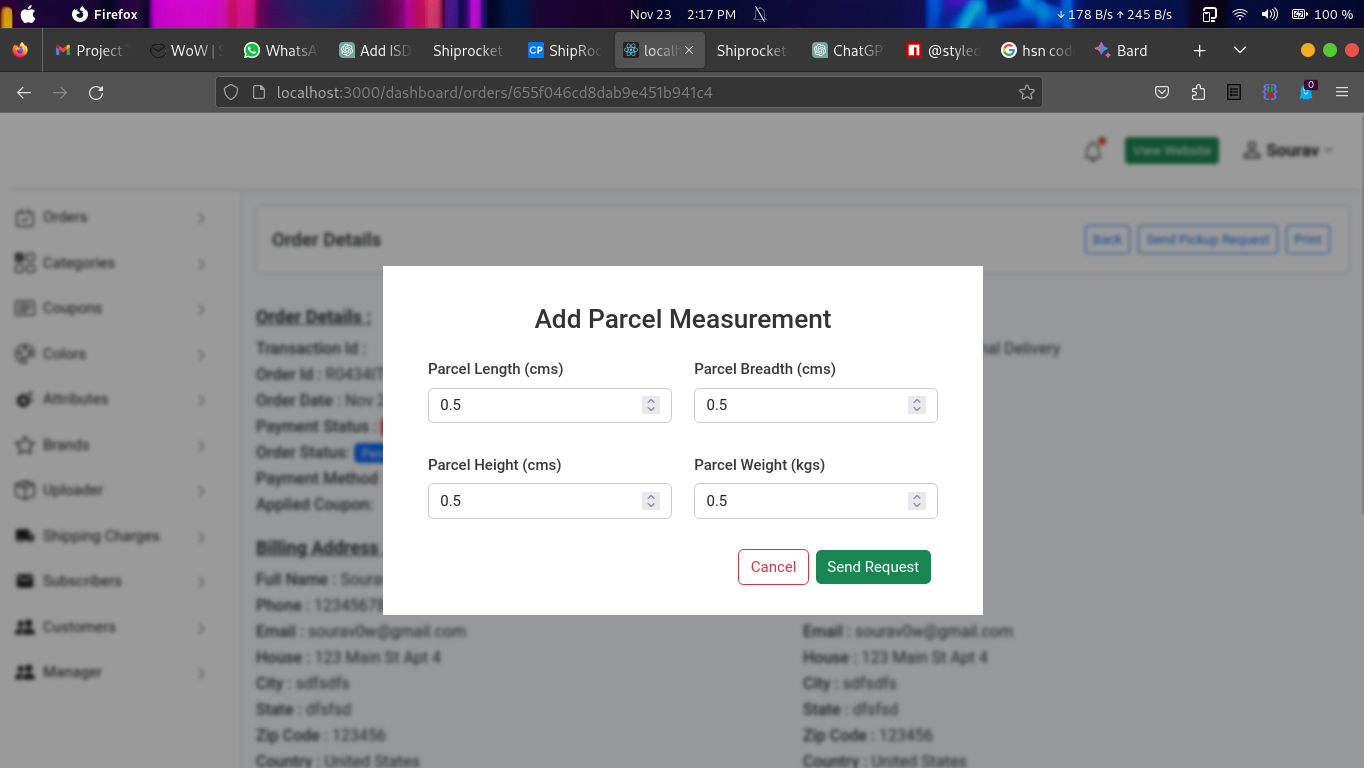 Firefox
Nov 23 2:17 PM
↓ 178 B/s ↑ 245 B/s
100 %
Project
WoW | S
WhatsA
Add ISD
Shiprocket
CP ShipRoc
localh
Shiprocket
ChatGP
@styled
hsn cod
Bard
localhost:3000/dashboard/orders/655f046cd8dab9e451b941c4
0
View Website
Sourav
Orders
Categories
Coupons
Colors
Attributes
Brands
Uploader
Shipping Charges
Subscribers
Customers
Manager
Order Details
Back
Send Pickup Request
Print
Order Details :
Transaction Id :
nal Delivery
Order Id : R0434IT
Order Date : Nov 2
Payment Status :
Order Status: Pen
Payment Method
Applied Coupon:
Billing Address
Full Name : Soura
Phone : 12345678
Email : sourav0w@gmail.com
House : 123 Main St Apt 4
City : sdfsdfs
State : dfsfsd
Zip Code : 123456
Country : United States
Email : sourav0w@gmail.com
House : 123 Main St Apt 4
City : sdfsdfs
State : dfsfsd
Zip Code : 123456
Country : United States
Add Parcel Measurement
Parcel Length (cms)
0.5
Parcel Breadth (cms)
0.5
Parcel Height (cms)
0.5
Parcel Weight (kgs)
0.5
Cancel
Send Request